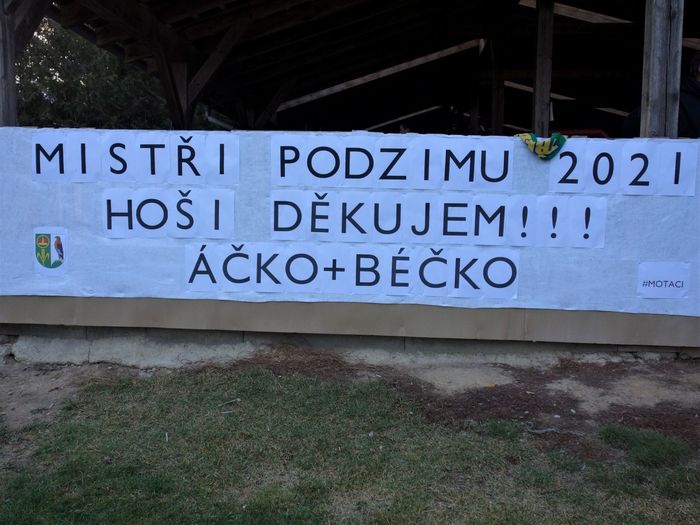 MISTŘI PODZIMU 2021
HOŠI DĚKUJEM!!!
ÁČKO+BÉČKO
#MOTACI